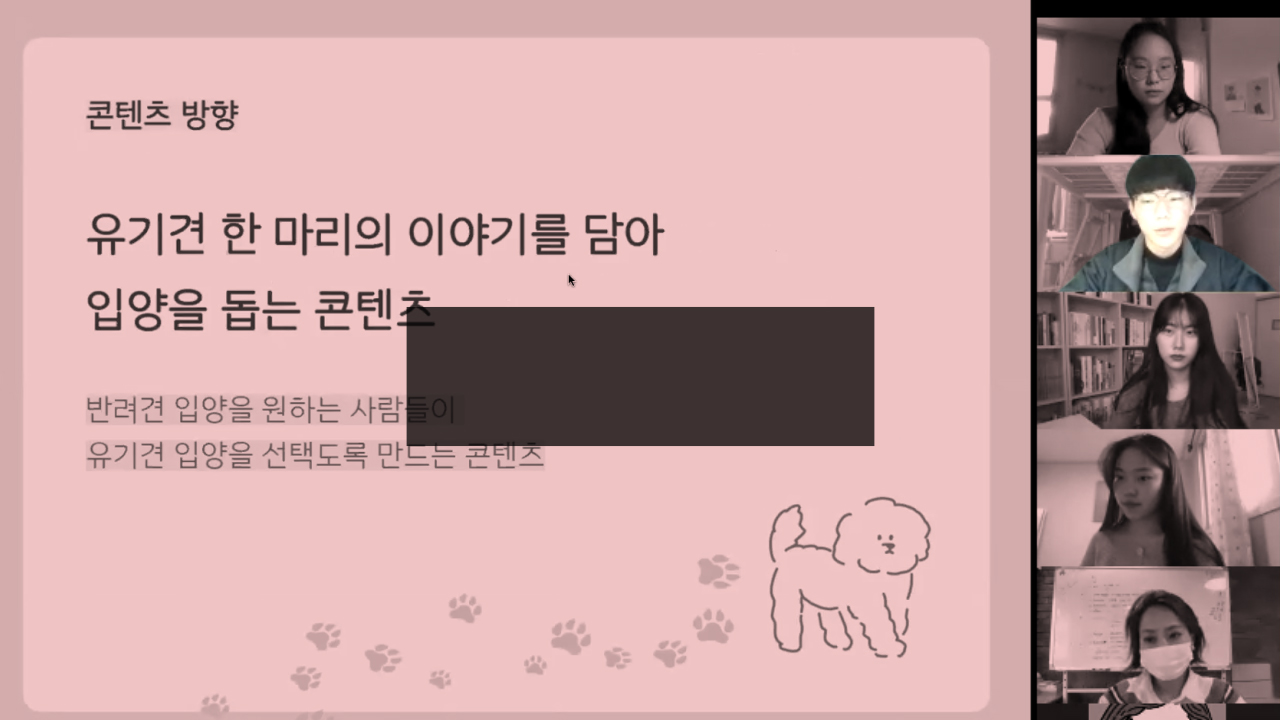 콘텐츠 방향
유기견 한 마리의 이야기를 담아
입양을 돕는 콘텐츠
반려견 입양을 원하는 사람들이
유기견 입양을 선택도록 만드는 콘텐츠